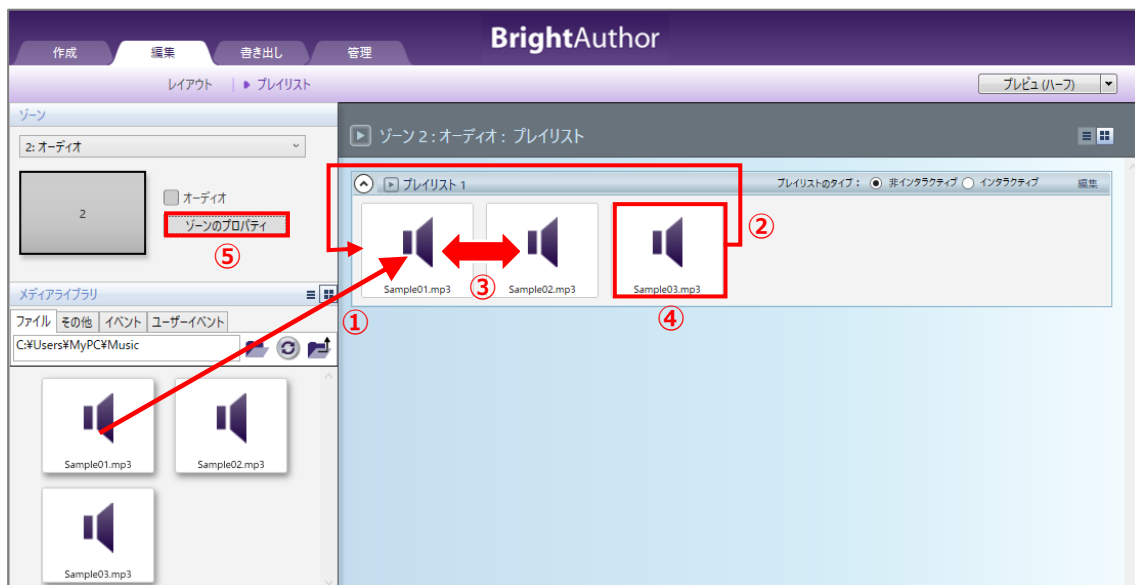 BrightAuthor
作成 編集 書き出し 管理
レイアウト プレイリスト
プレビュ (ハーフ)
ゾーン
2: オーディオ
2
オーディオ
ゾーンのプロパティ
⑤
ゾーン 2 : オーディオ : プレイリスト
プレイリスト 1
プレイリストのタイプ : 非インタラクティブ インタラクティブ 編集
②
③
Sample01.mp3 Sample02.mp3 Sample03.mp3
①
④
メディアライブラリ
ファイル その他 イベント ユーザーイベント
C:¥Users¥MyPC¥Music
Sample01.mp3 Sample02.mp3
Sample03.mp3